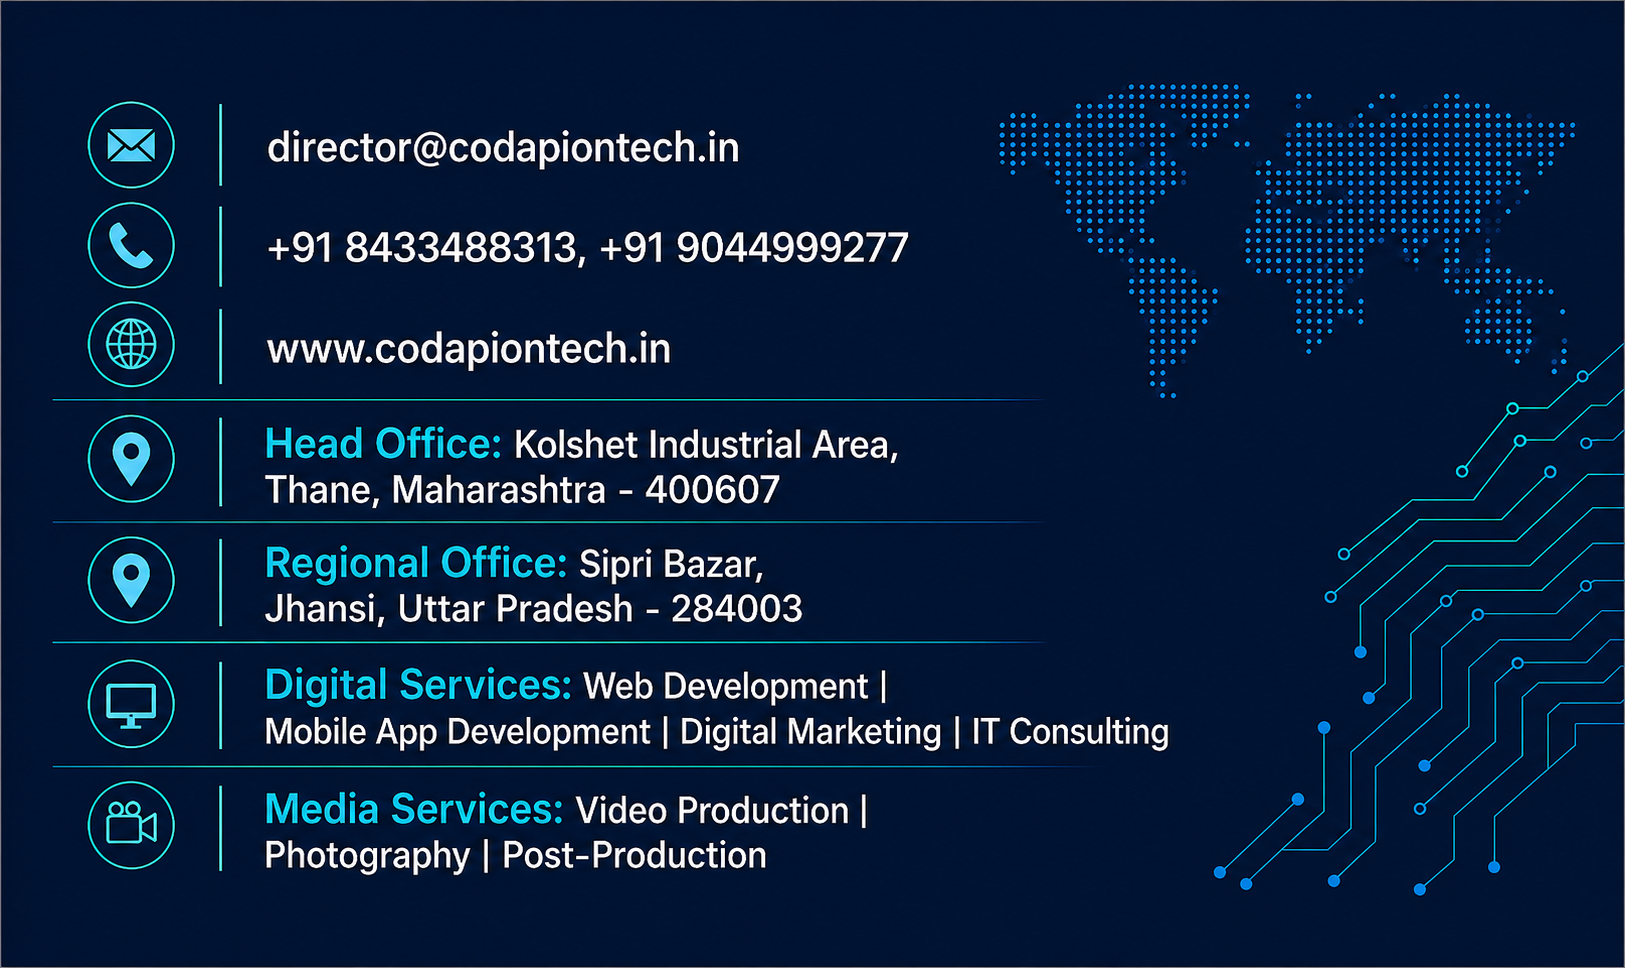 director@codapiontech.in
+91 8433488313, +91 9044999277
www.codapiontech.in
Head Office: Kolshet Industrial Area,
Thane, Maharashtra - 400607
Regional Office: Sipri Bazar,
Jhansi, Uttar Pradesh - 284003
Digital Services: Web Development |
Mobile App Development | Digital Marketing | IT Consulting
Media Services: Video Production |
Photography | Post-Production